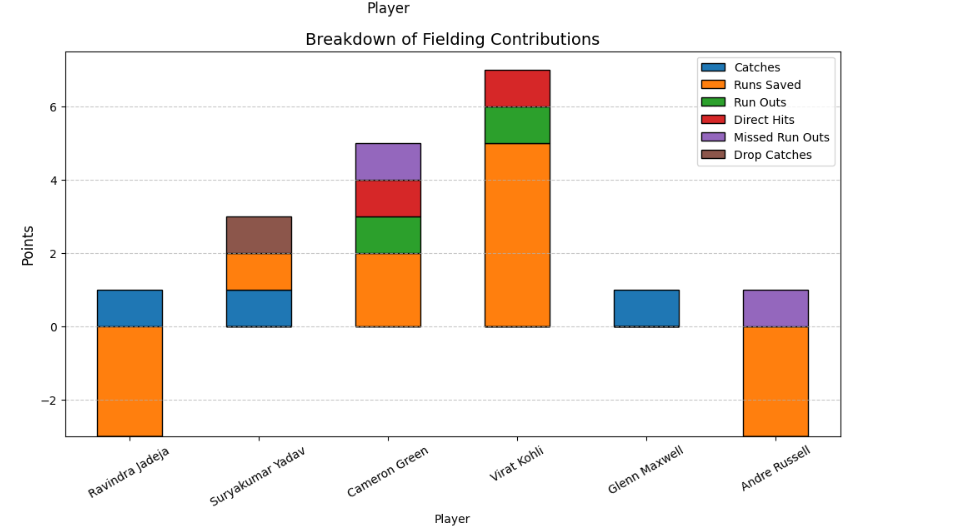 Player
Breakdown of Fielding Contributions
Catches
Runs Saved
Run Outs
Direct Hits
Missed Run Outs
Drop Catches
Points
6
4
2
0
−2
Ravindra Jadeja
Suryakumar Yadav
Cameron Green
Virat Kohli
Glenn Maxwell
Andre Russell
Player